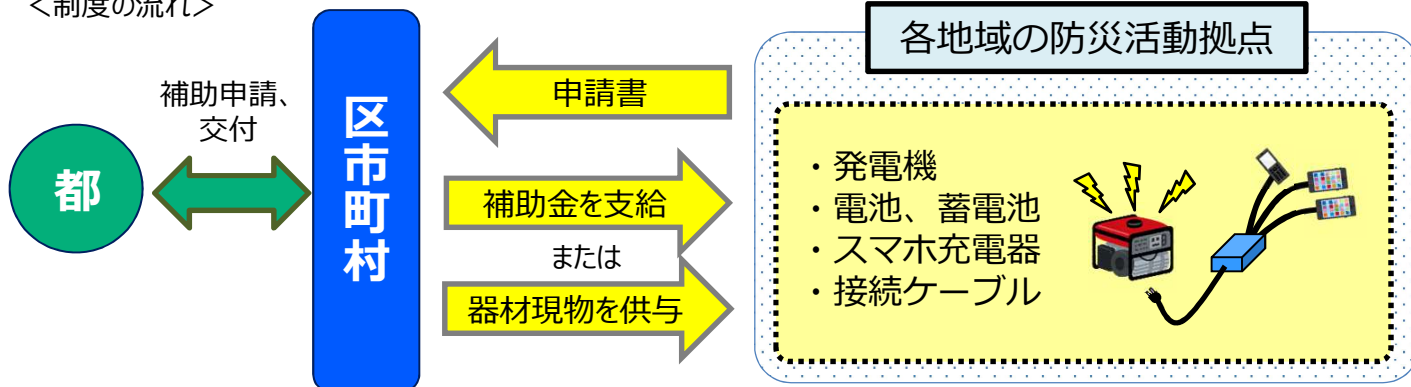 ＜制度の流れ＞
各地域の防災活動拠点
補助申請、
交付
都
区市町村
申請書
補助金を支給
または
器材現物を供与
・発電機
・電池、蓄電池
・スマホ充電器
・接続ケーブル